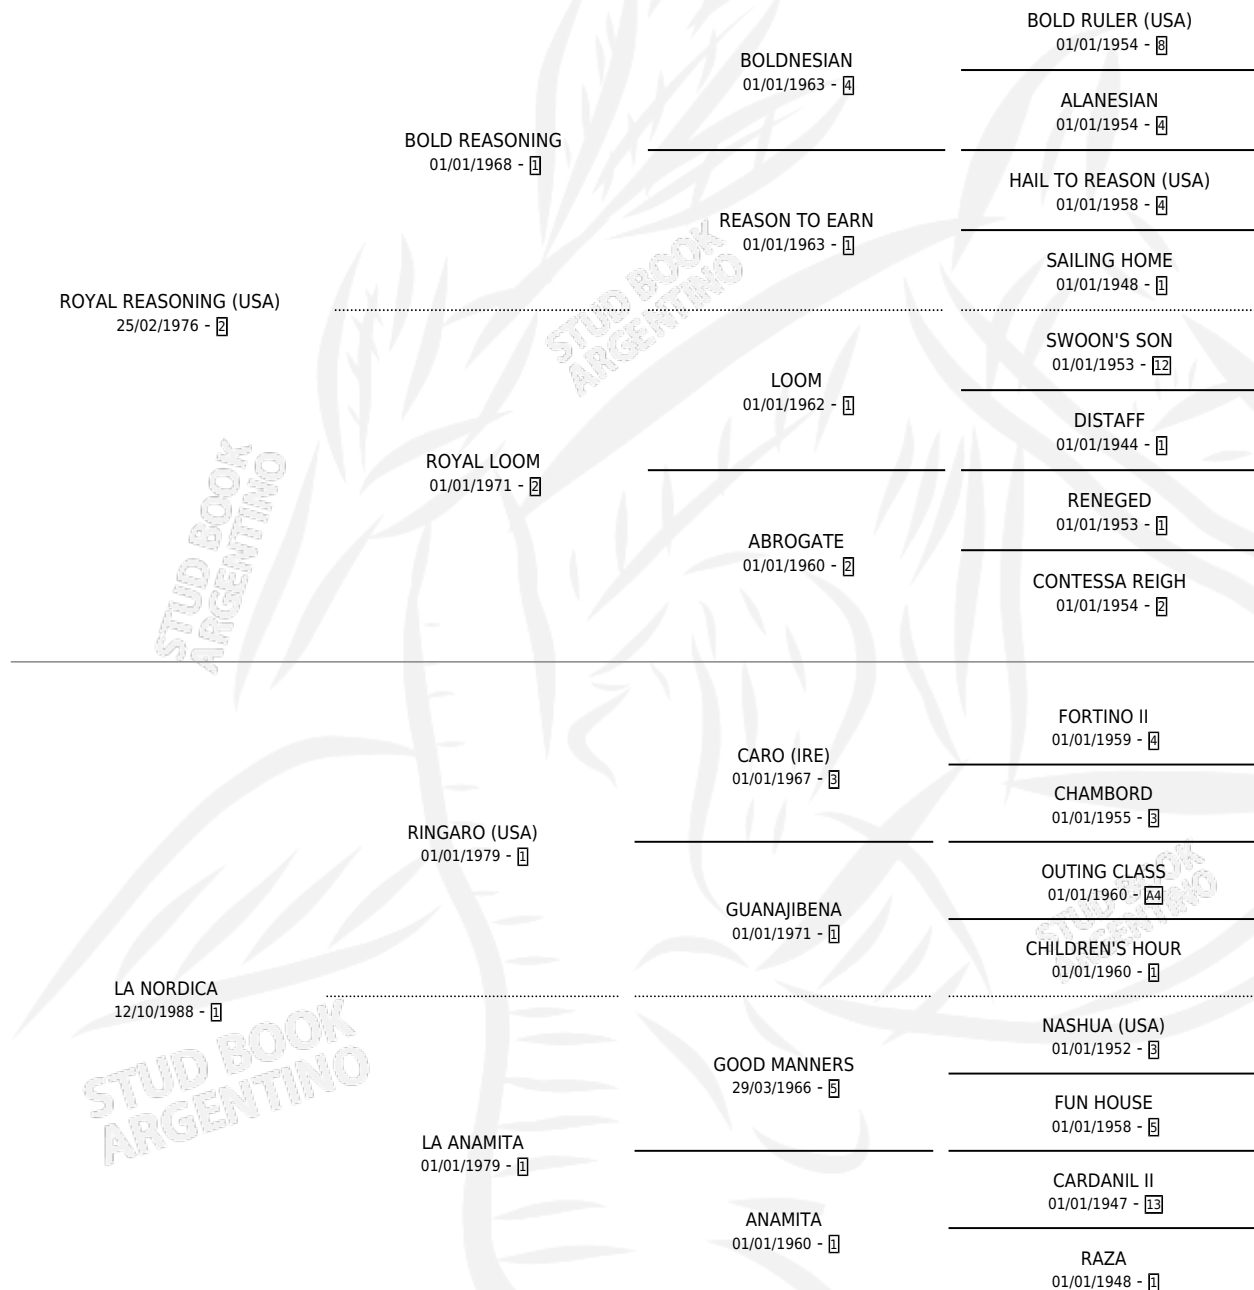 BOLD RULER (USA)
01/01/1954 - 8
BOLDNESIAN
01/01/1963 - 4
ALANESIAN
01/01/1954 - 4
BOLD REASONING
01/01/1968 - 1
HAIL TO REASON (USA)
01/01/1958 - 4
REASON TO EARN
01/01/1963 - 1
SAILING HOME
01/01/1948 - 1
ROYAL REASONING (USA)
25/02/1976 - 2
SWOON'S SON
01/01/1953 - 12
LOOM
01/01/1962 - 1
DISTAFF
01/01/1944 - 1
ROYAL LOOM
01/01/1971 - 2
RENEGED
01/01/1953 - 1
ABROGATE
01/01/1960 - 2
CONTESSA REIGH
01/01/1954 - 2
FORTINO II
01/01/1959 - 4
CARO (IRE)
01/01/1967 - 3
CHAMBORD
01/01/1955 - 3
RINGARO (USA)
01/01/1979 - 1
OUTING CLASS
01/01/1960 - A4
GUANAJIBENA
01/01/1971 - 1
CHILDREN'S HOUR
01/01/1960 - 1
LA NORDICA
12/10/1988 - 1
NASHUA (USA)
01/01/1952 - 3
GOOD MANNERS
29/03/1966 - 5
FUN HOUSE
01/01/1958 - 5
LA ANAMITA
01/01/1979 - 1
CARDANIL II
01/01/1947 - 13
ANAMITA
01/01/1960 - 1
RAZA
01/01/1948 - 1
STUD BOOK
ARGENTINO
STUD BOOK
ARGENTINO
STUD BOOK
ARGENTINO
STUD BOOK
ARGENTINO